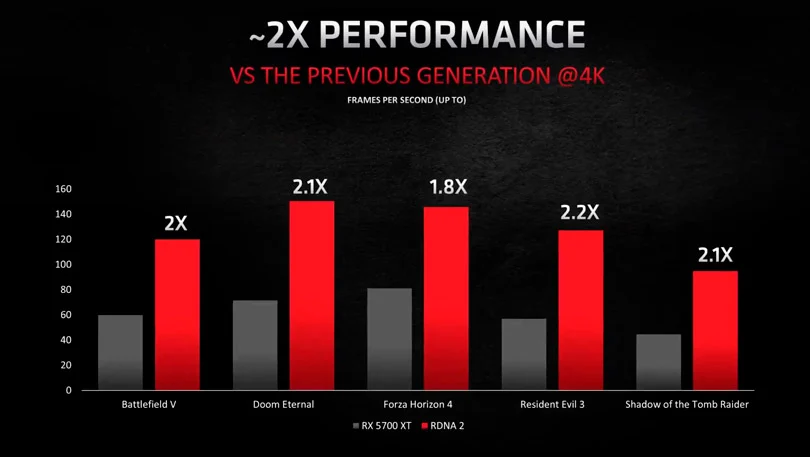 ~2X PERFORMANCE
VS THE PREVIOUS GENERATION @4K
FRAMES PER SECOND (UP TO)
160
140
120
100
80
60
40
20
0
2X
2.1X
1.8X
2.2X
2.1X
Battlefield V
Doom Eternal
Forza Horizon 4
Resident Evil 3
Shadow of the Tomb Raider
RX 5700 XT
RDNA 2